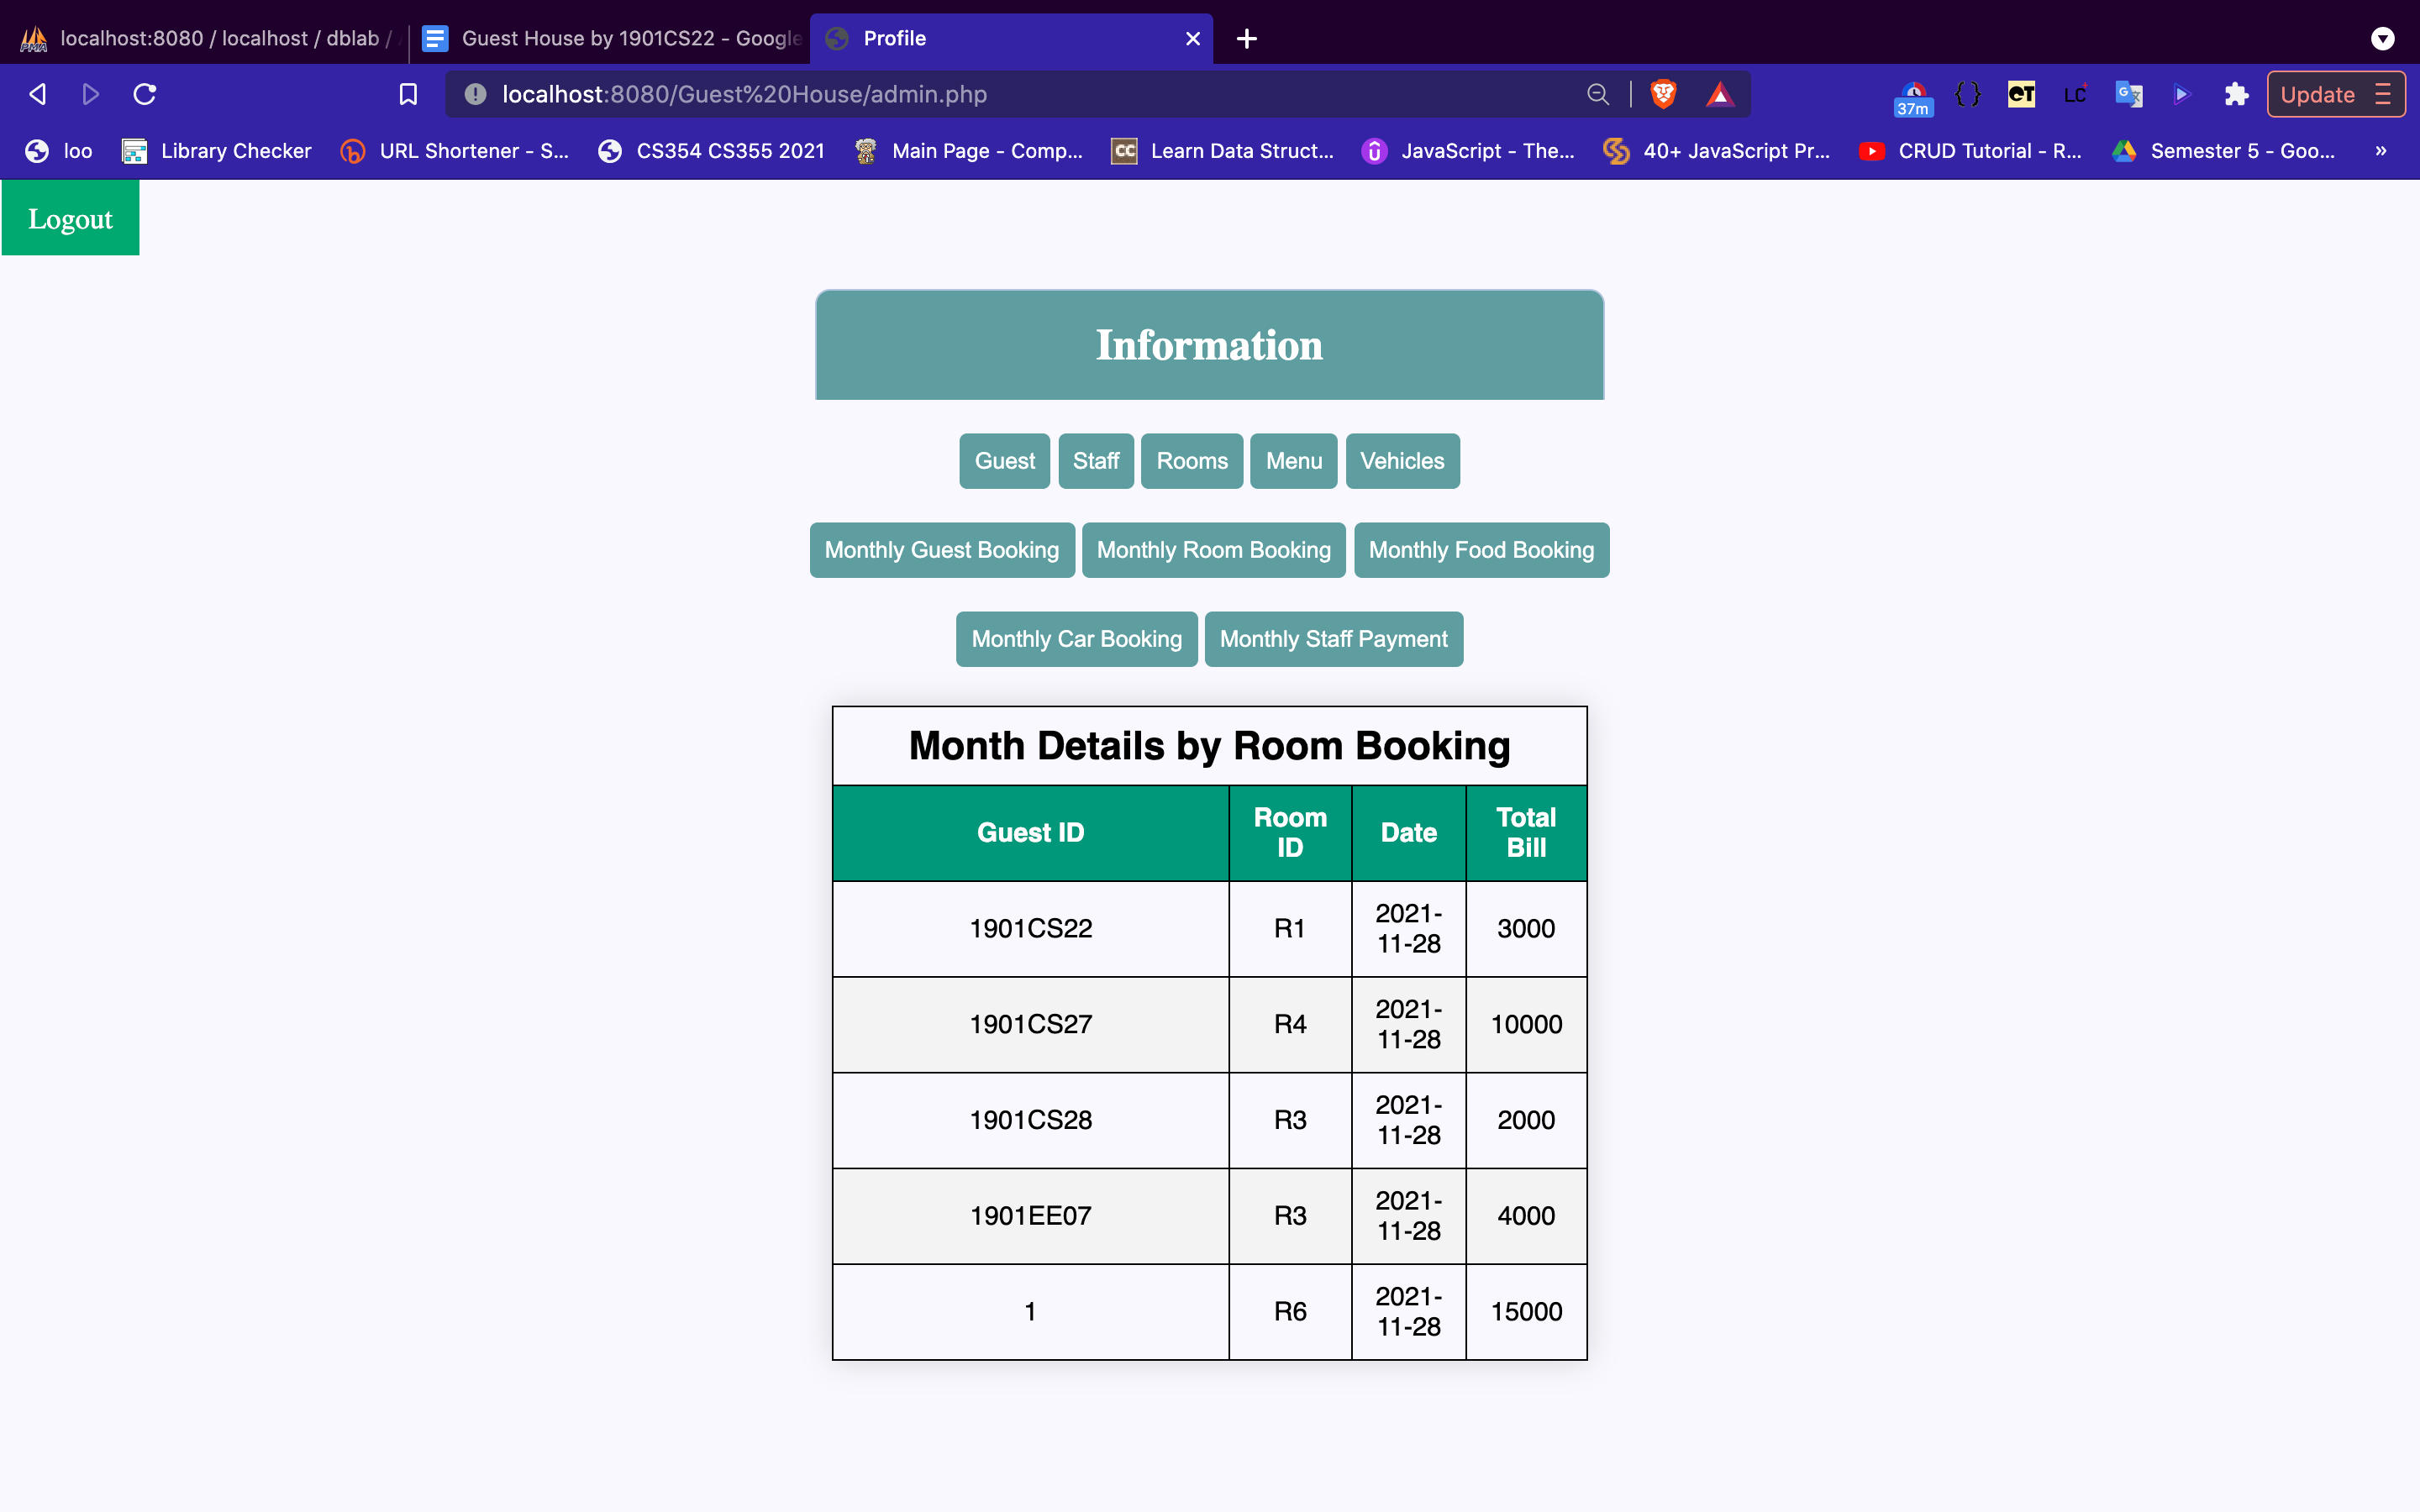 localhost:8080 / localhost / dblab /
Guest House by 1901CS22 - Google
Profile
localhost:8080/Guest%20House/admin.php
37m
Update
loo
Library Checker
URL Shortener - S...
CS354 CS355 2021
Main Page - Comp...
Learn Data Struct...
JavaScript - The...
40+ JavaScript Pr...
CRUD Tutorial - R...
Semester 5 - Goo...
»
Logout
Information
Guest Staff Rooms Menu Vehicles
Monthly Guest Booking Monthly Room Booking Monthly Food Booking
Monthly Car Booking Monthly Staff Payment
Month Details by Room Booking
Guest ID Room ID Date Total Bill
1901CS22 R1 2021-11-28 3000
1901CS27 R4 2021-11-28 10000
1901CS28 R3 2021-11-28 2000
1901EE07 R3 2021-11-28 4000
1 R6 2021-11-28 15000